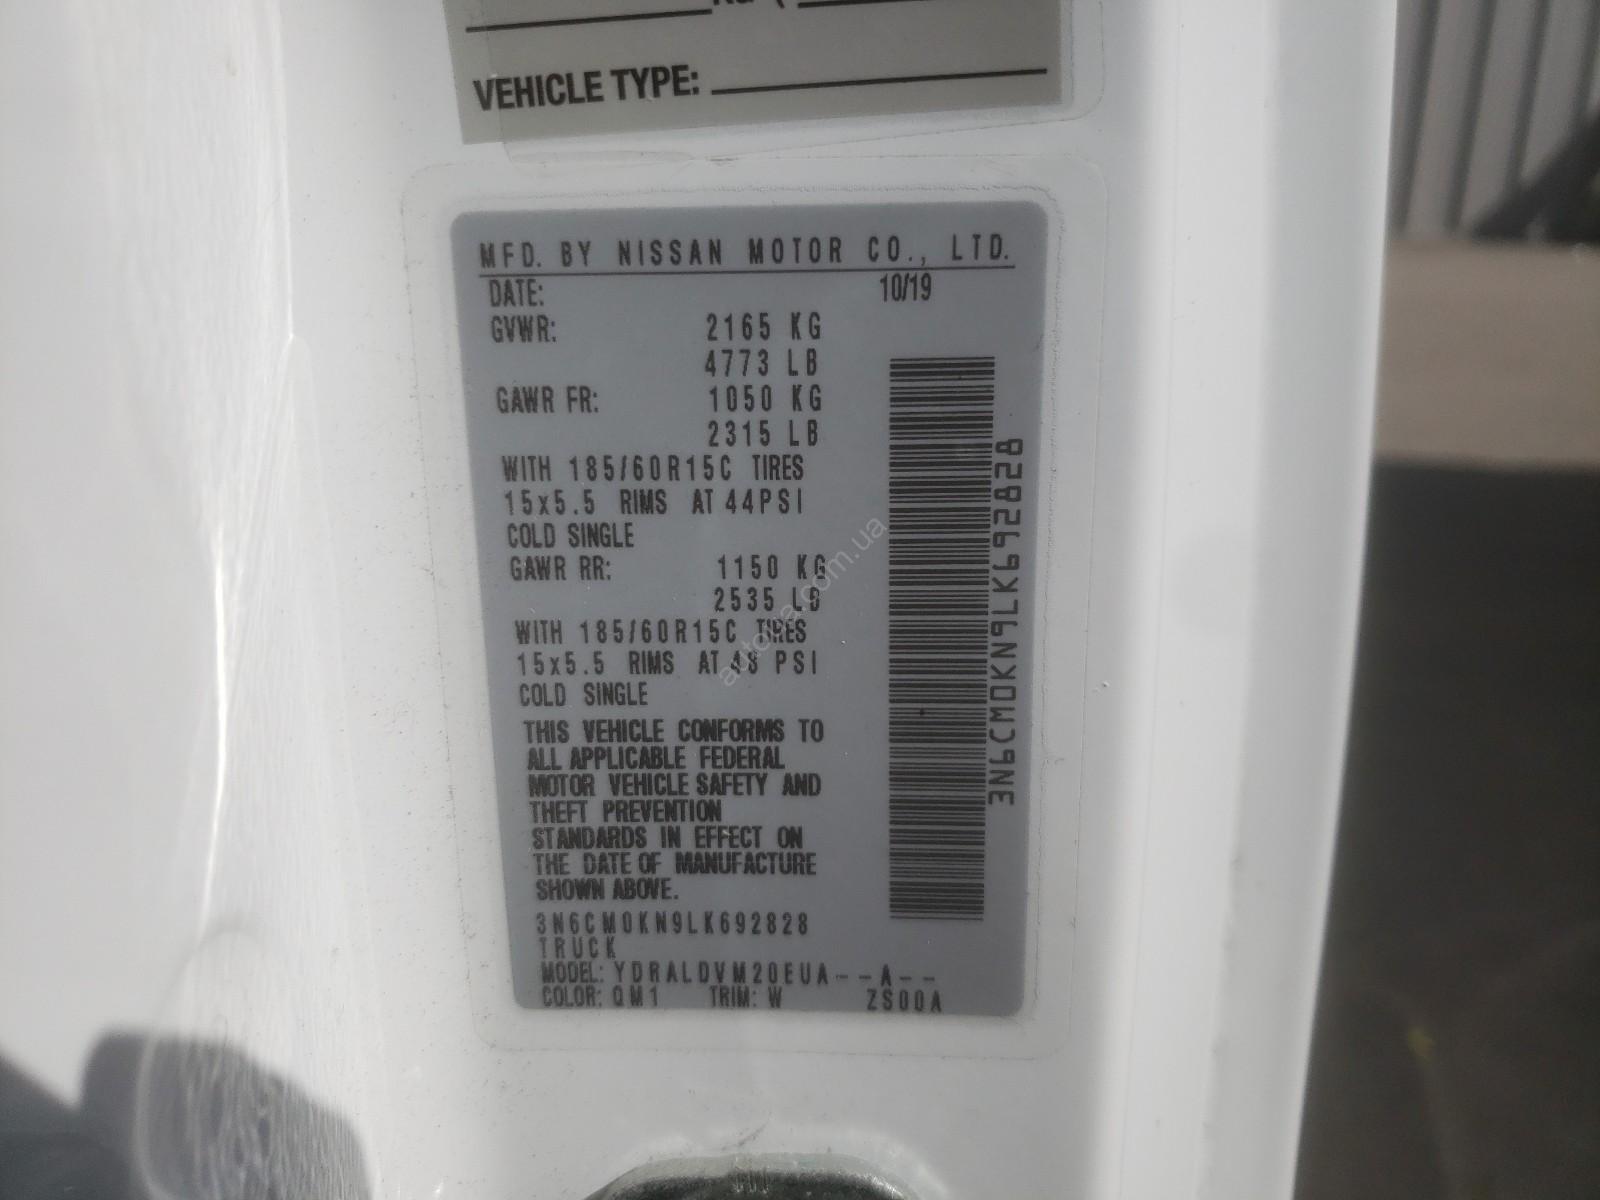 VEHICLE TYPE:
MFD. BY NISSAN MOTOR CO., LTD.
DATE: 10/19
GVWR: 2165 KG
4773 LB
GAWR FR: 1050 KG
2315 LB
WITH 185/60R15C TIRES
15x5.5 RIMS AT 44PSI
COLD SINGLE
GAWR RR: 1150 KG
2535 LB
WITH 185/60R15C TIRES
15x5.5 RIMS AT 48 PSI
COLD SINGLE
THIS VEHICLE CONFORMS TO
ALL APPLICABLE FEDERAL
MOTOR VEHICLE SAFETY AND
THEFT PREVENTION
STANDARDS IN EFFECT ON
THE DATE OF MANUFACTURE
SHOWN ABOVE.
3N6CM0KN9LK692828
TRUCK
MODEL: YDRALDVM20EUA--A--
COLOR: QM1 TRIM: W ZS00A
3N6CM0KN9LK692828